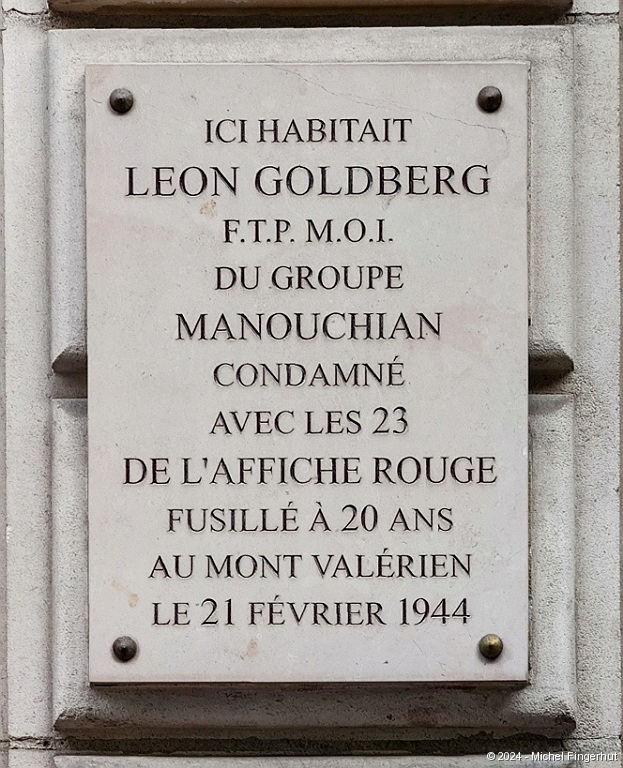 ICI HABITAIT
LEON GOLDBERG
F.T.P. M.O.I.
DU GROUPE
MANOUCHIAN
CONDAMNÉ
AVEC LES 23
DE L'AFFICHE ROUGE
FUSILLÉ À 20 ANS
AU MONT VALÉRIEN
LE 21 FÉVRIER 1944
© 2024 - Michel Fingerhut